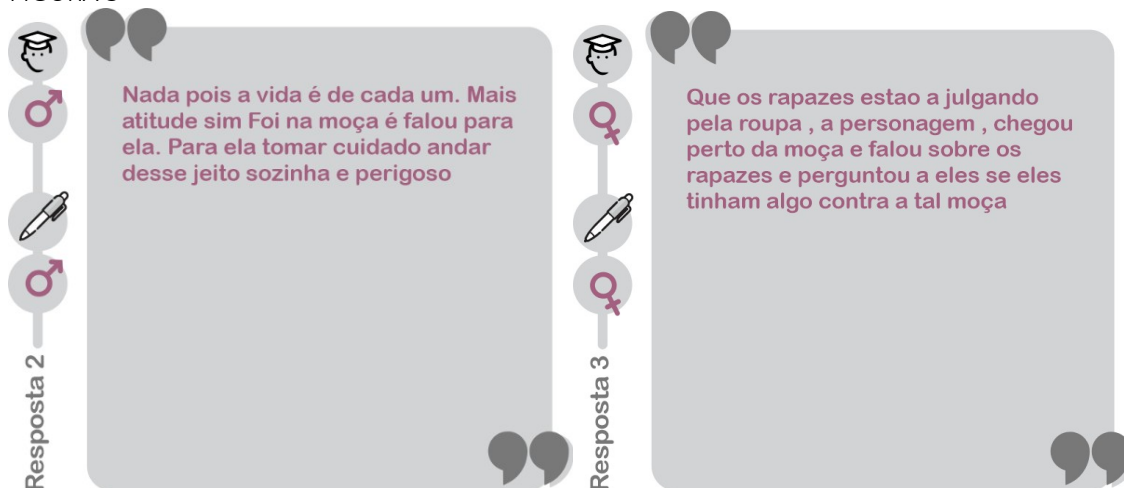 Nada pois a vida é de cada um. Mais
atitude sim Foi na moça é falou para
ela. Para ela tomar cuidado andar
desse jeito sozinha e perigoso
Resposta 2
Que os rapazes estao a julgando
pela roupa , a personagem , chegou
perto da moça e falou sobre os
rapazes e perguntou a eles se eles
tinham algo contra a tal moça
Resposta 3